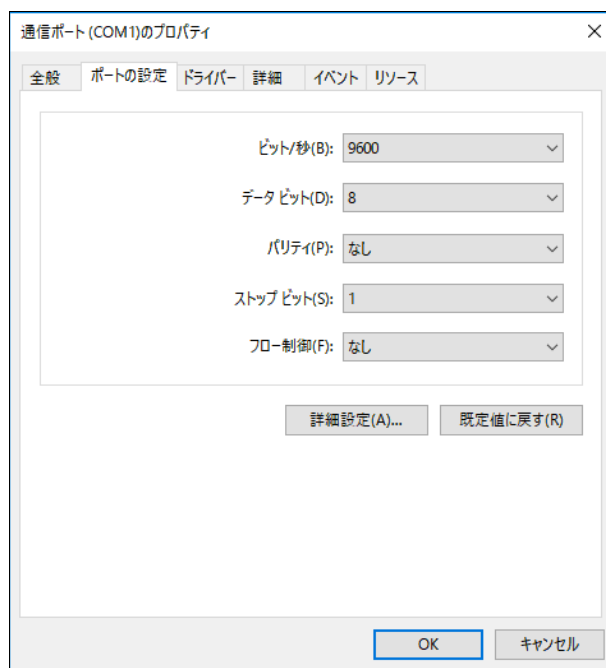 通信ポート (COM1)のプロパティ
全般 ポートの設定 ドライバー 詳細 イベント リソース
ビット/秒(B): 9600
データ ビット(D): 8
パリティ(P): なし
ストップ ビット(S): 1
フロー制御(F): なし
詳細設定(A)... 既定値に戻す(R)
OK キャンセル